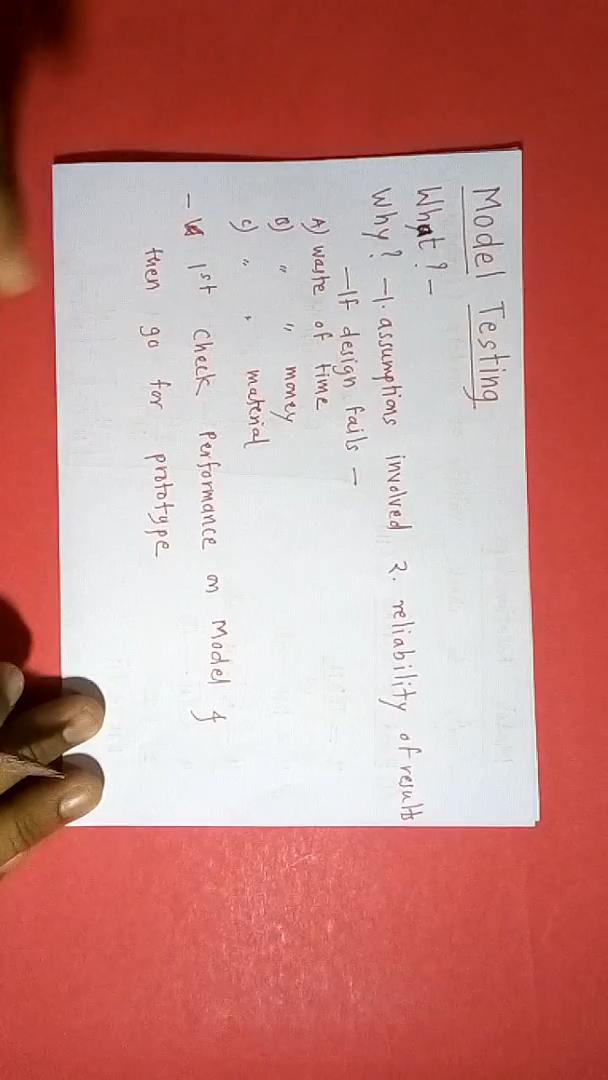 Model Testing
What? -
Why? - 1. assumptions involved 2. reliability of results
- If design fails -
A) waste of time
B) " " money
C) " " material
- 1st check performance on Model &
then go for prototype